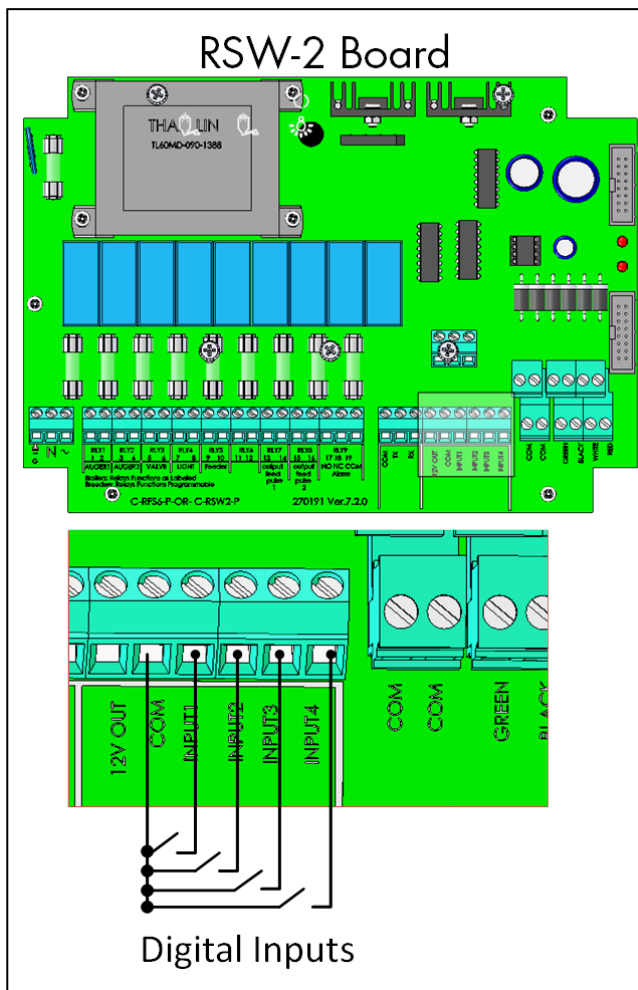 RSW-2 Board
TL60MD-090-1388
RLY1 RLY2 RLY3 RLY4 RLY5 RLY6 RLY7 RLY8 RLY9
1 2 3 4 5 6 7 8 9 10 11 12 13 14 15 16 17 18 19
AUGER1 AUGER2 VALVE LIGHT Feeder output feed pulse 1 output feed pulse 2 NO NC COM Alarm
Broilers: Relays Functions as Labeled
Breeders: Relays Functions Programmable
C-RFS6-P-OR- C-RSW2-P 270191 Ver.7.2.0
COM
TX
RX
12V OUT
COM
INPUT1
INPUT2
INPUT3
INPUT4
COM
COM
GREEN
BLACK
WHITE
RED
12V OUT
COM
INPUT1
INPUT2
INPUT3
INPUT4
COM
COM
GREEN
BLACK
Digital Inputs